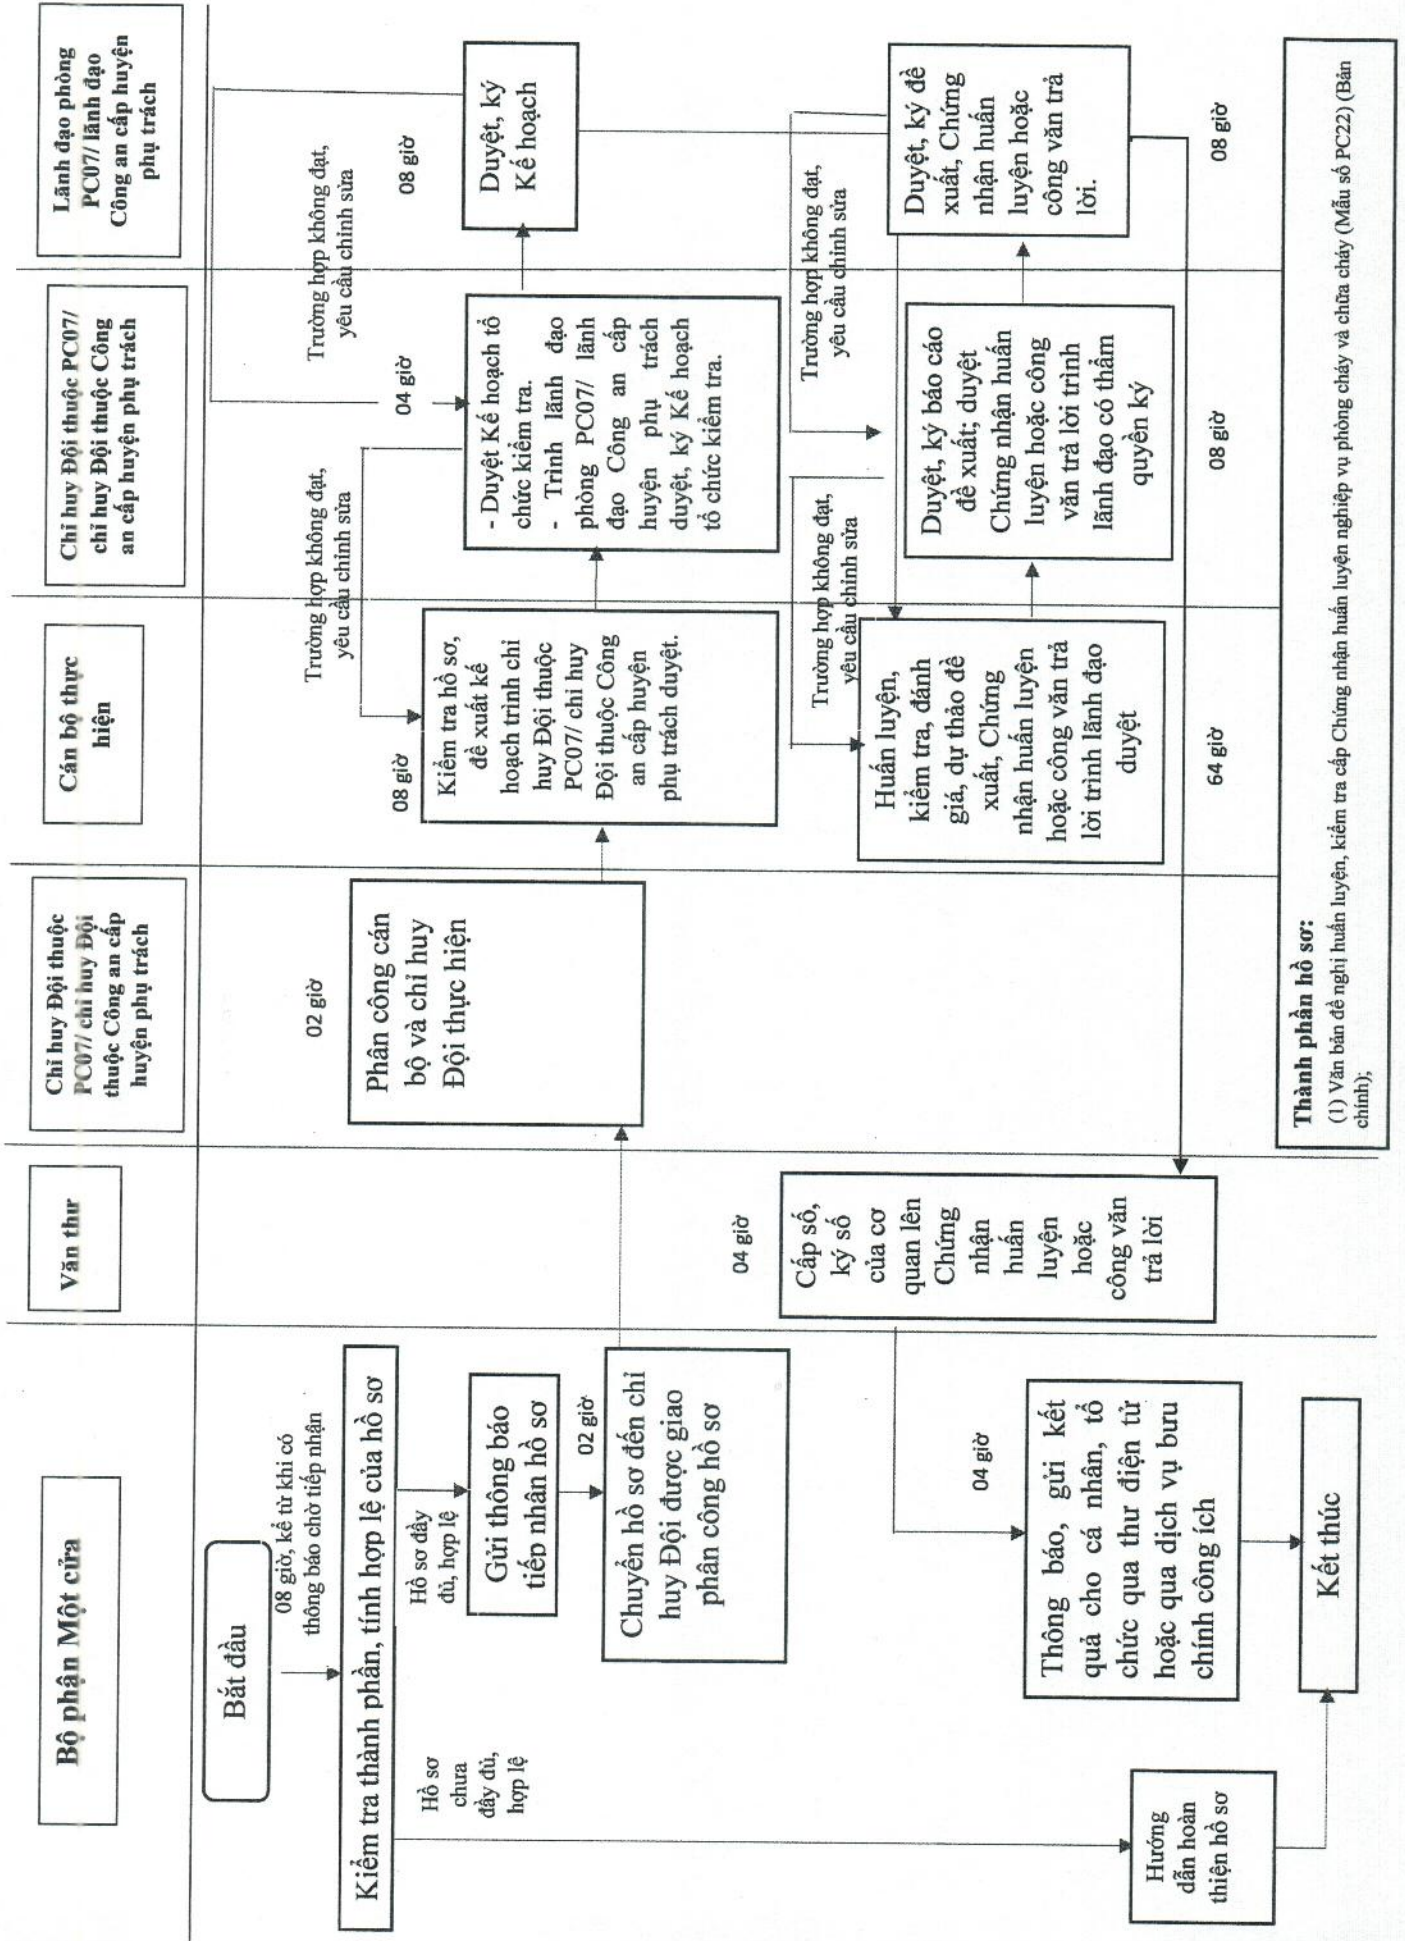 Bộ phận Một cửa
Văn thư
Chỉ huy Đội thuộc
PC07/ chỉ huy Đội
thuộc Công an cấp
huyện phụ trách
Cán bộ thực
hiện
Chỉ huy Đội thuộc PC07/
chỉ huy Đội thuộc Công
an cấp huyện phụ trách
Lãnh đạo phòng
PC07/ lãnh đạo
Công an cấp huyện
phụ trách
Bắt đầu
08 giờ, kể từ khi có
thông báo chờ tiếp nhận
Kiểm tra thành phần, tính hợp lệ của hồ sơ
Hồ sơ
chưa
đầy đủ,
hợp lệ
Hồ sơ đầy
đủ, hợp lệ
Gửi thông báo
tiếp nhân hồ sơ
02 giờ
Chuyển hồ sơ đến chỉ
huy Đội được giao
phân công hồ sơ
02 giờ
Phân công cán
bộ và chỉ huy
Đội thực hiện
Trường hợp không đạt,
yêu cầu chỉnh sửa
08 giờ
Kiểm tra hồ sơ,
đề xuất kế
hoạch trình chỉ
huy Đội thuộc
PC07/ chỉ huy
Đội thuộc Công
an cấp huyện
phụ trách duyệt.
Trường hợp không đạt,
yêu cầu chỉnh sửa
04 giờ
- Duyệt Kế hoạch tổ
chức kiểm tra.
- Trình lãnh đạo
phòng PC07/ lãnh
đạo Công an cấp
huyện phụ trách
duyệt, ký Kế hoạch
tổ chức kiểm tra.
08 giờ
Duyệt, ký
Kế hoạch
Trường hợp không đạt,
yêu cầu chỉnh sửa
Huấn luyện,
kiểm tra, đánh
giá, dự thảo đề
xuất, Chứng
nhận huấn luyện
hoặc công văn trả
lời trình lãnh đạo
duyệt
64 giờ
Trường hợp không đạt,
yêu cầu chỉnh sửa
Duyệt, ký báo cáo
đề xuất; duyệt
Chứng nhận huấn
luyện hoặc công
văn trả lời trình
lãnh đạo có thẩm
quyền ký
08 giờ
Duyệt, ký đề
xuất, Chứng
nhận huấn
luyện hoặc
công văn trả
lời.
08 giờ
04 giờ
Cấp số,
ký số
của cơ
quan lên
Chứng
nhận
huấn
luyện
hoặc
công văn
trả lời
04 giờ
Thông báo, gửi kết
quả cho cá nhân, tổ
chức qua thư điện tử
hoặc qua dịch vụ bưu
chính công ích
Hướng
dẫn hoàn
thiện hồ sơ
Kết thúc
Thành phần hồ sơ:
(1) Văn bản đề nghị huấn luyện, kiểm tra cấp Chứng nhận huấn luyện nghiệp vụ phòng cháy và chữa cháy (Mẫu số PC22) (Bản
chính);